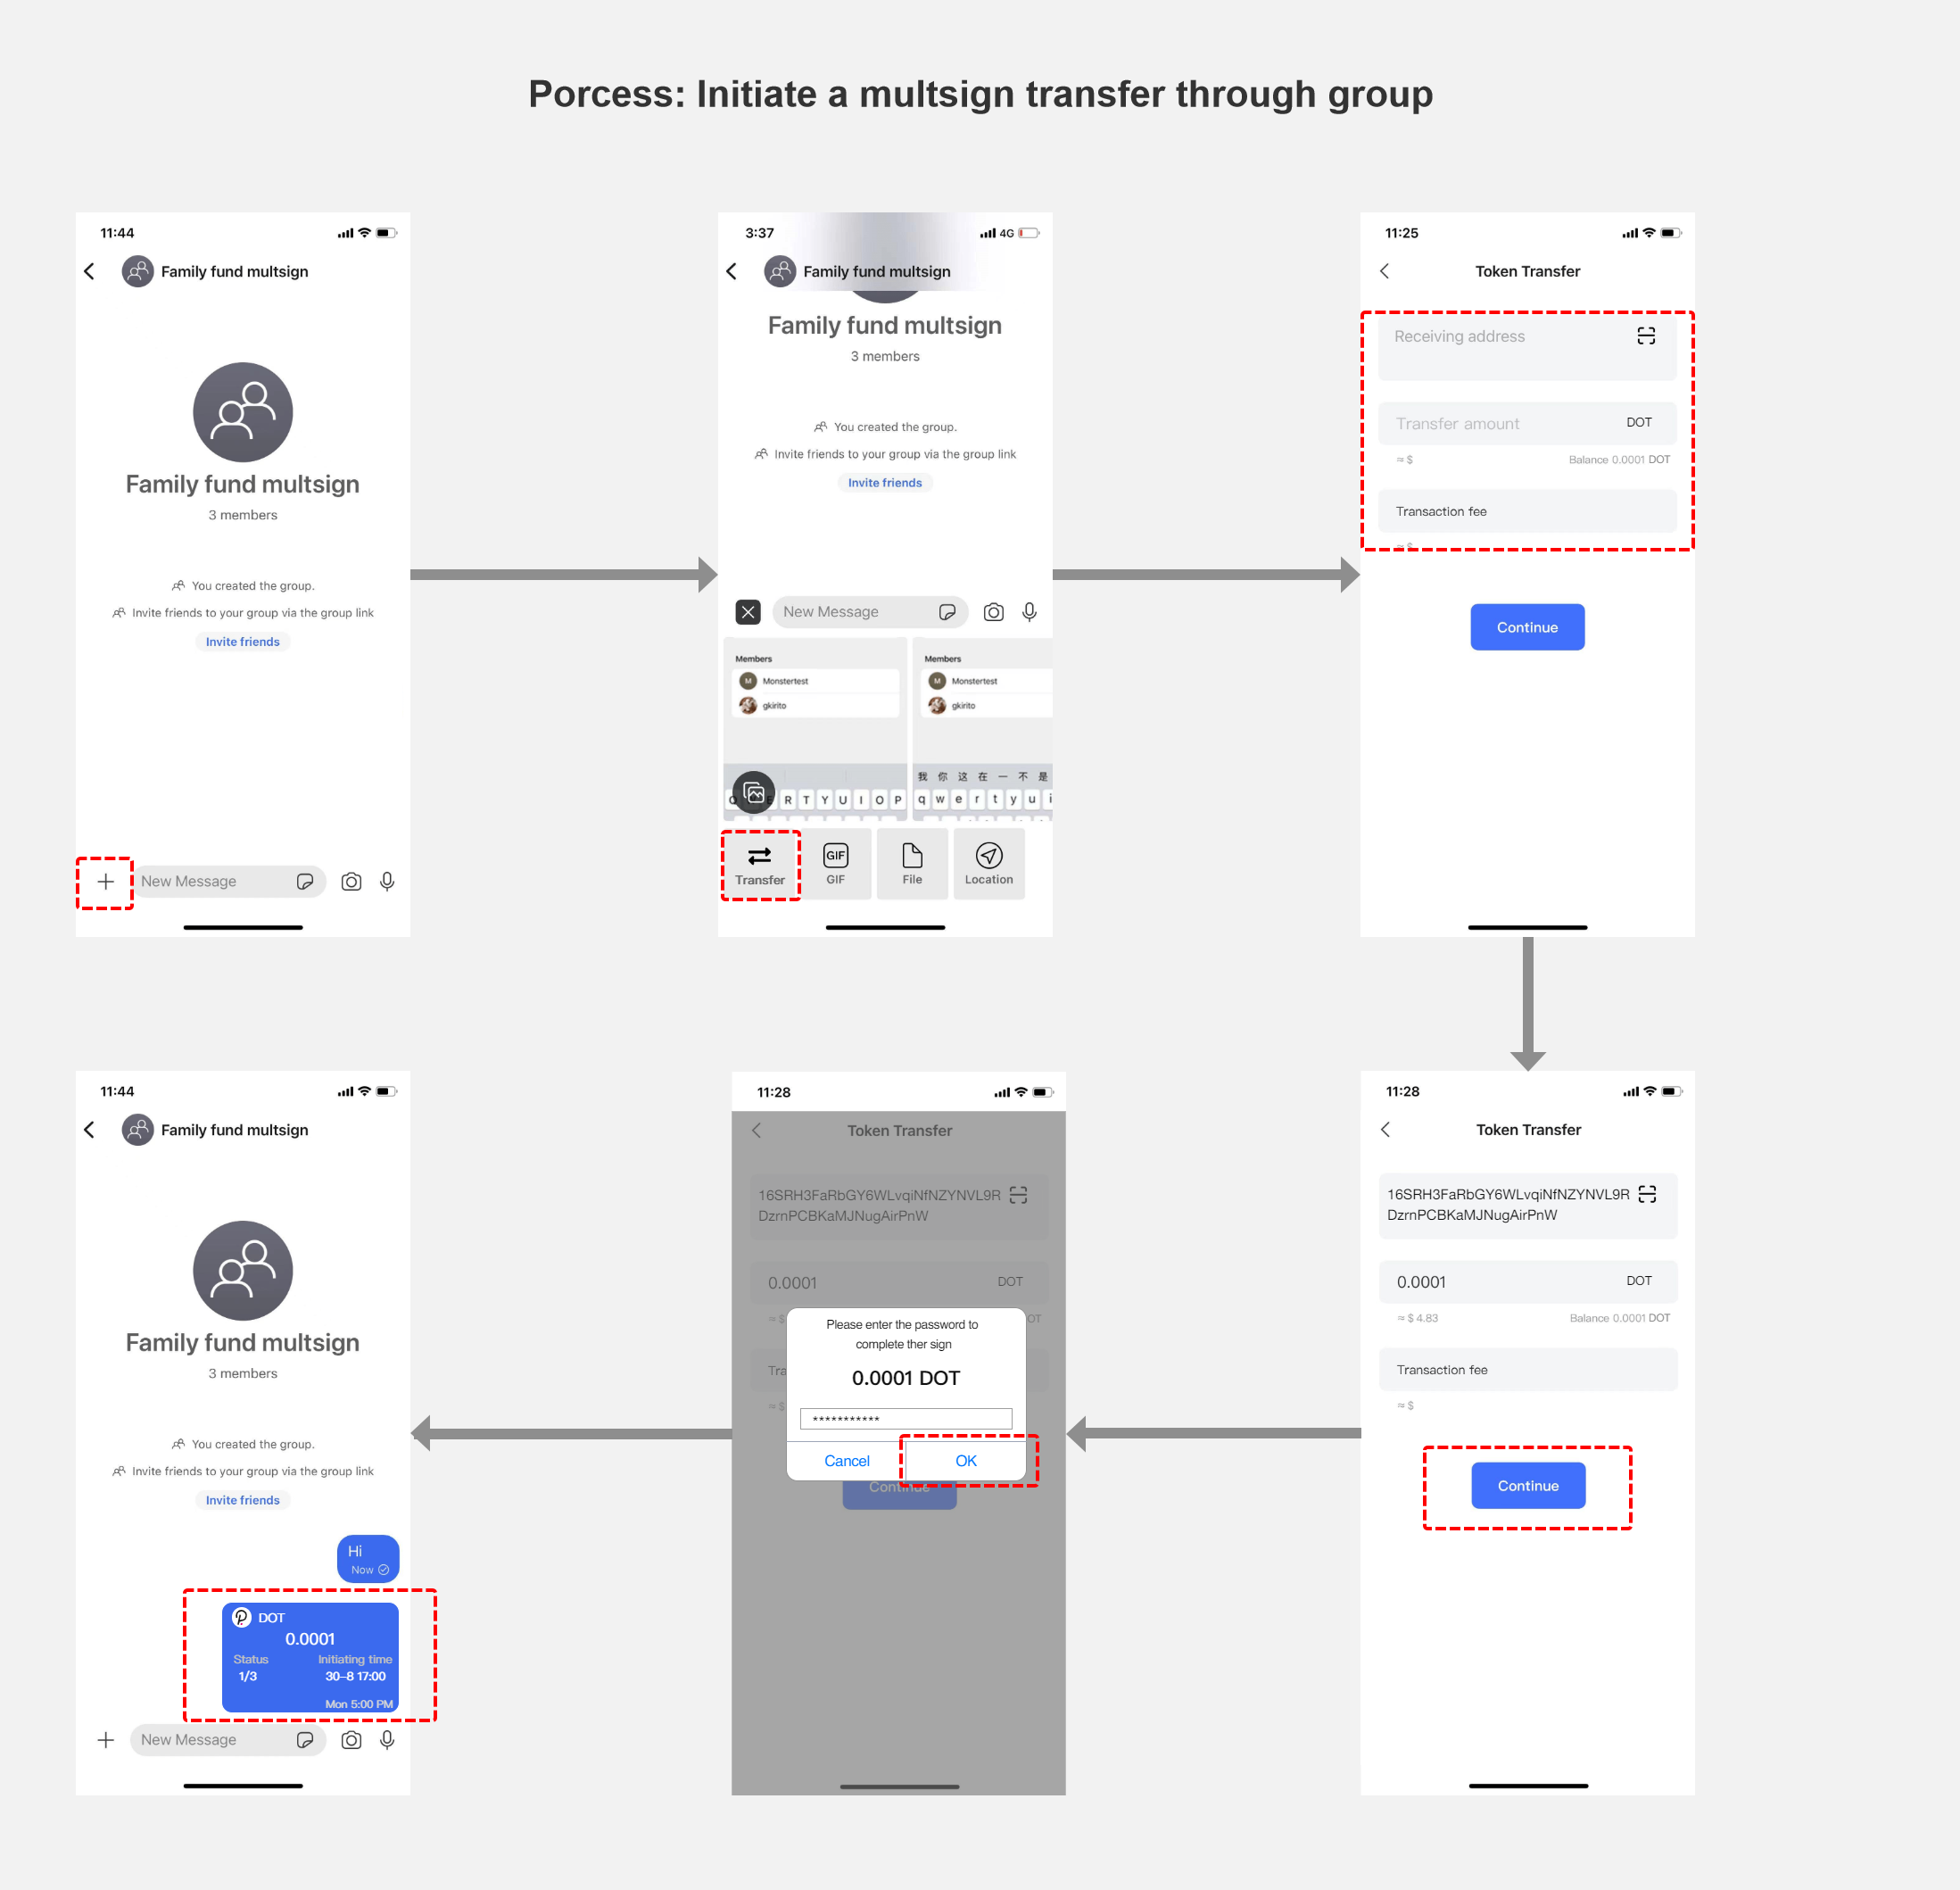 Porcess: Initiate a multsign transfer through group
11:44
Family fund multsign
Family fund multsign
3 members
You created the group.
Invite friends to your group via the group link
Invite friends
New Message
3:37
4G
Family fund multsign
Family fund multsign
3 members
You created the group.
Invite friends to your group via the group link
Invite friends
New Message
Members
M Monstertest
gkirito
R T Y U I O P
Members
M Monstertest
gkirito
我 你 这 在 一 不 是
q w e r t y u i
Transfer
GIF
GIF
File
Location
11:25
Token Transfer
Receiving address
Transfer amount DOT
≈ $ Balance 0.0001 DOT
Transaction fee
≈ $
Continue
11:28
Token Transfer
16SRH3FaRbGY6WLvqiNfNZYNVL9R
DzrnPCBKaMJNugAirPnW
0.0001 DOT
≈ $ 4.83 Balance 0.0001 DOT
Transaction fee
≈ $
Continue
11:28
Token Transfer
16SRH3FaRbGY6WLvqiNfNZYNVL9R
DzrnPCBKaMJNugAirPnW
0.0001 DOT
≈ $ OT
Tra
≈ $
Please enter the password to
complete ther sign
0.0001 DOT
***********
Cancel OK
Continue
11:44
Family fund multsign
Family fund multsign
3 members
You created the group.
Invite friends to your group via the group link
Invite friends
Hi
Now
DOT
0.0001
Status Initiating time
1/3 30–8 17:00
Mon 5:00 PM
New Message